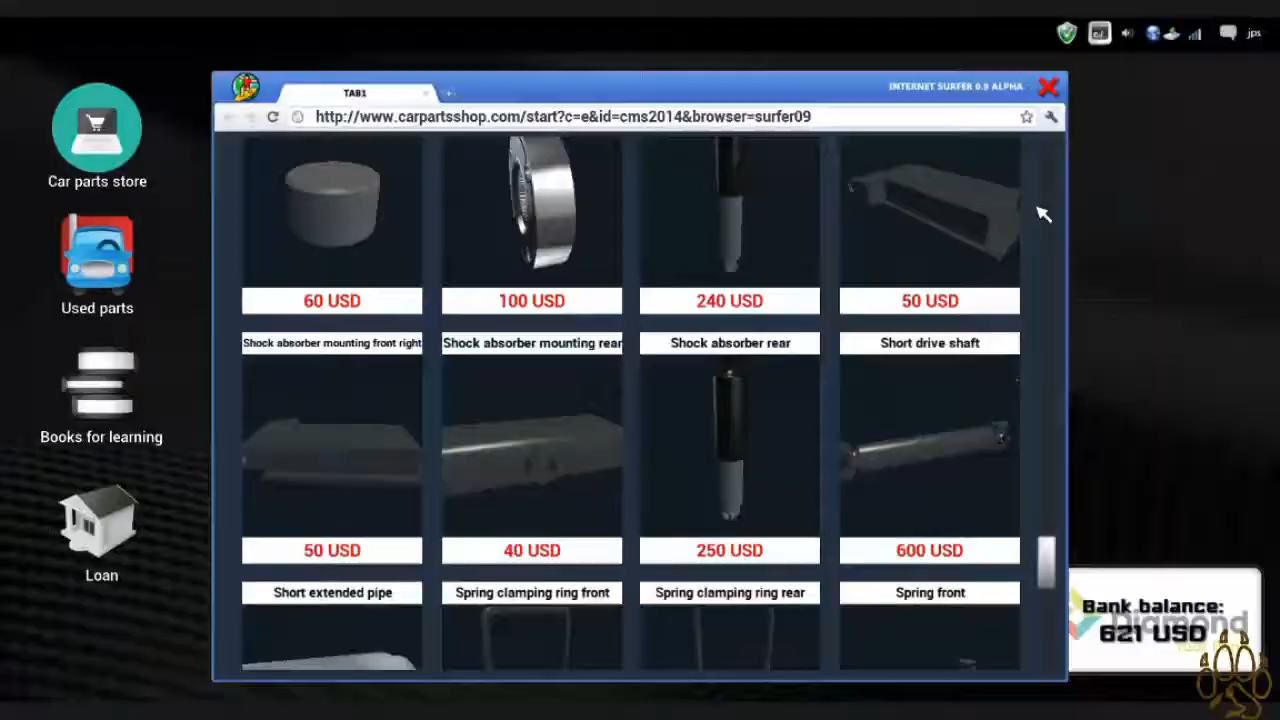 jps
TAB1
INTERNET SURFER 0.9 ALPHA
http://www.carpartsshop.com/start?c=e&id=cms2014&browser=surfer09
Car parts store
Used parts
Books for learning
Loan
60 USD
100 USD
240 USD
50 USD
Shock absorber mounting front right
Shock absorber mounting rear
Shock absorber rear
Short drive shaft
50 USD
40 USD
250 USD
600 USD
Short extended pipe
Spring clamping ring front
Spring clamping ring rear
Spring front
Bank balance:
621 USD
Diamond